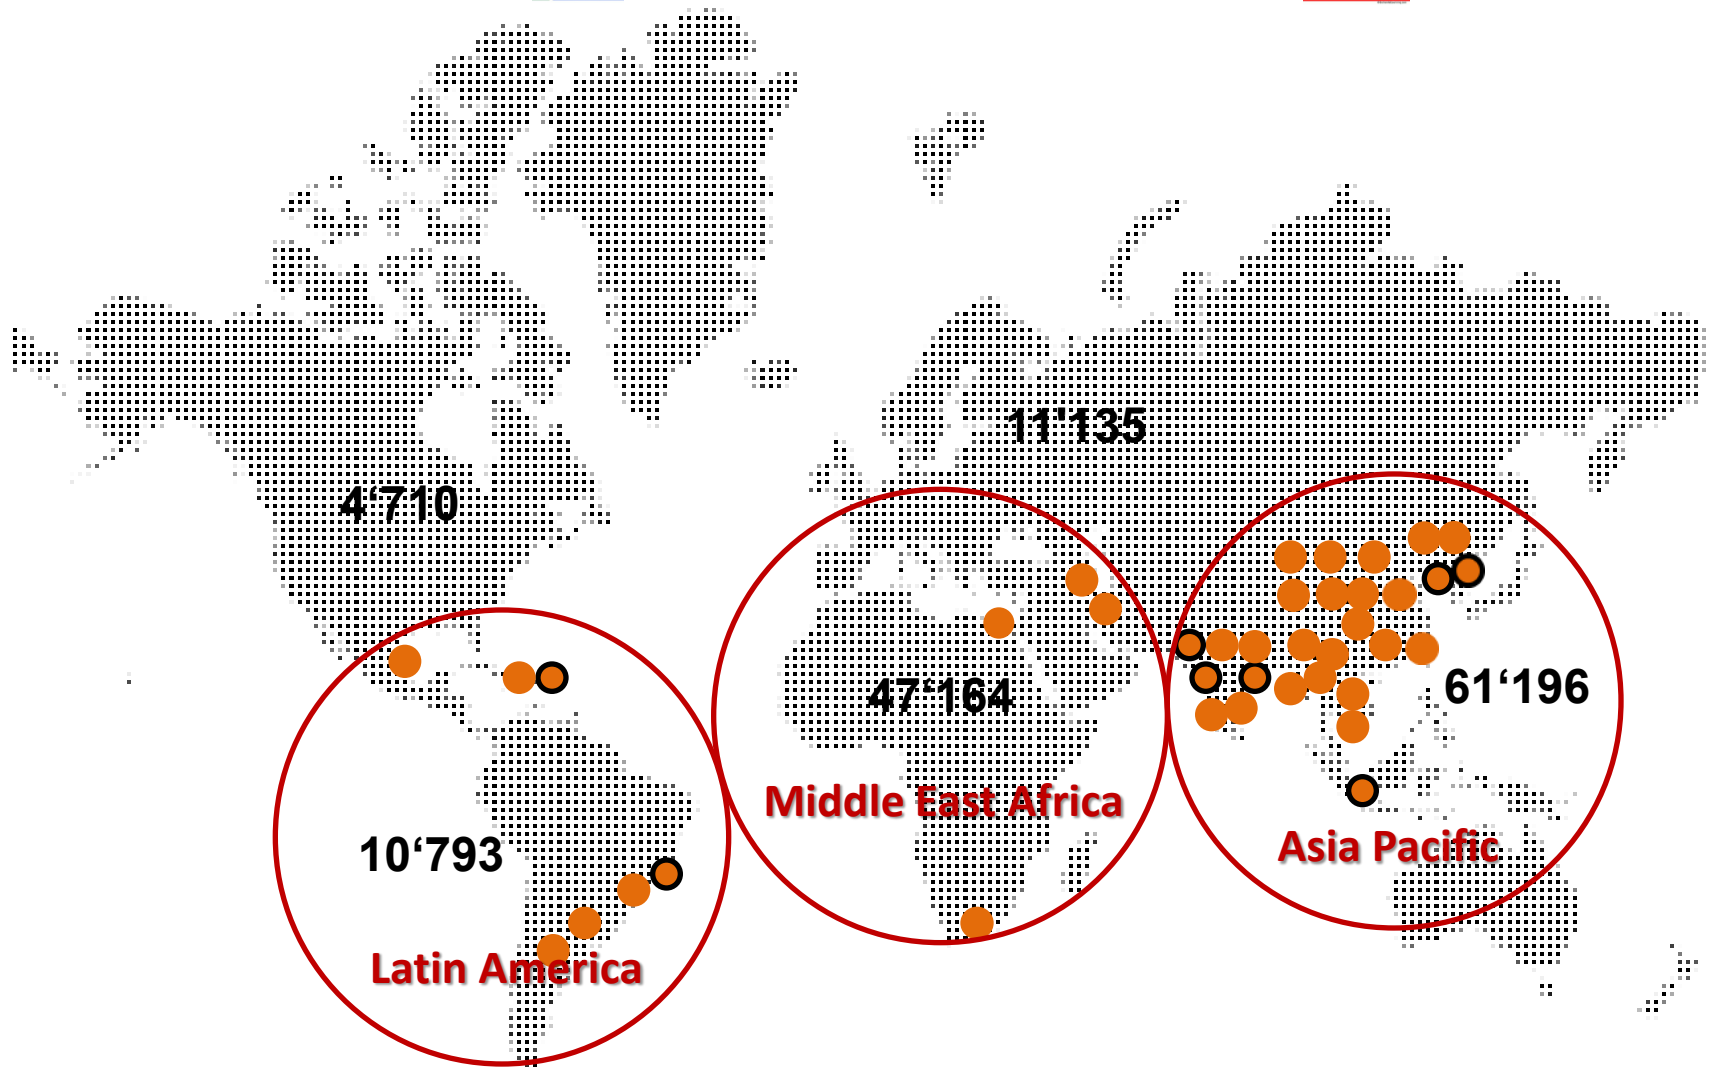 11'135
4‘710
61‘196
47‘164
Middle East Africa
Asia Pacific
10‘793
Latin America